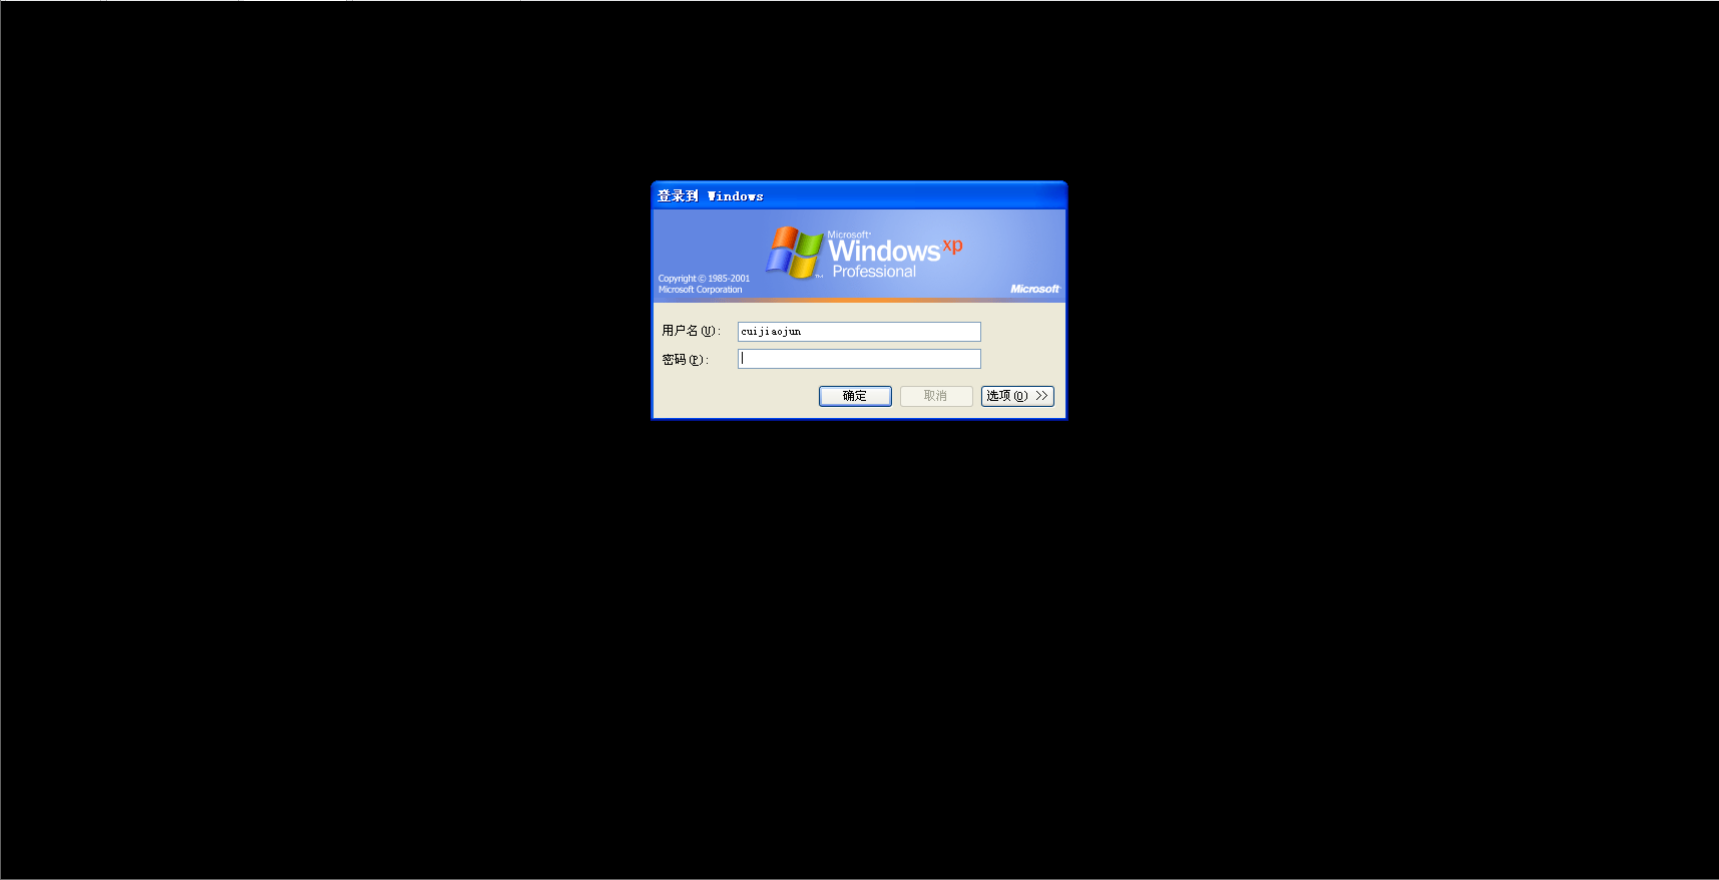 登录到 Windows
Microsoft®
Windows xp
Professional
Copyright © 1985-2001
Microsoft Corporation
Microsoft
用户名(U):
cuijiaojun
密码(P):
确定
取消
选项(O) >>